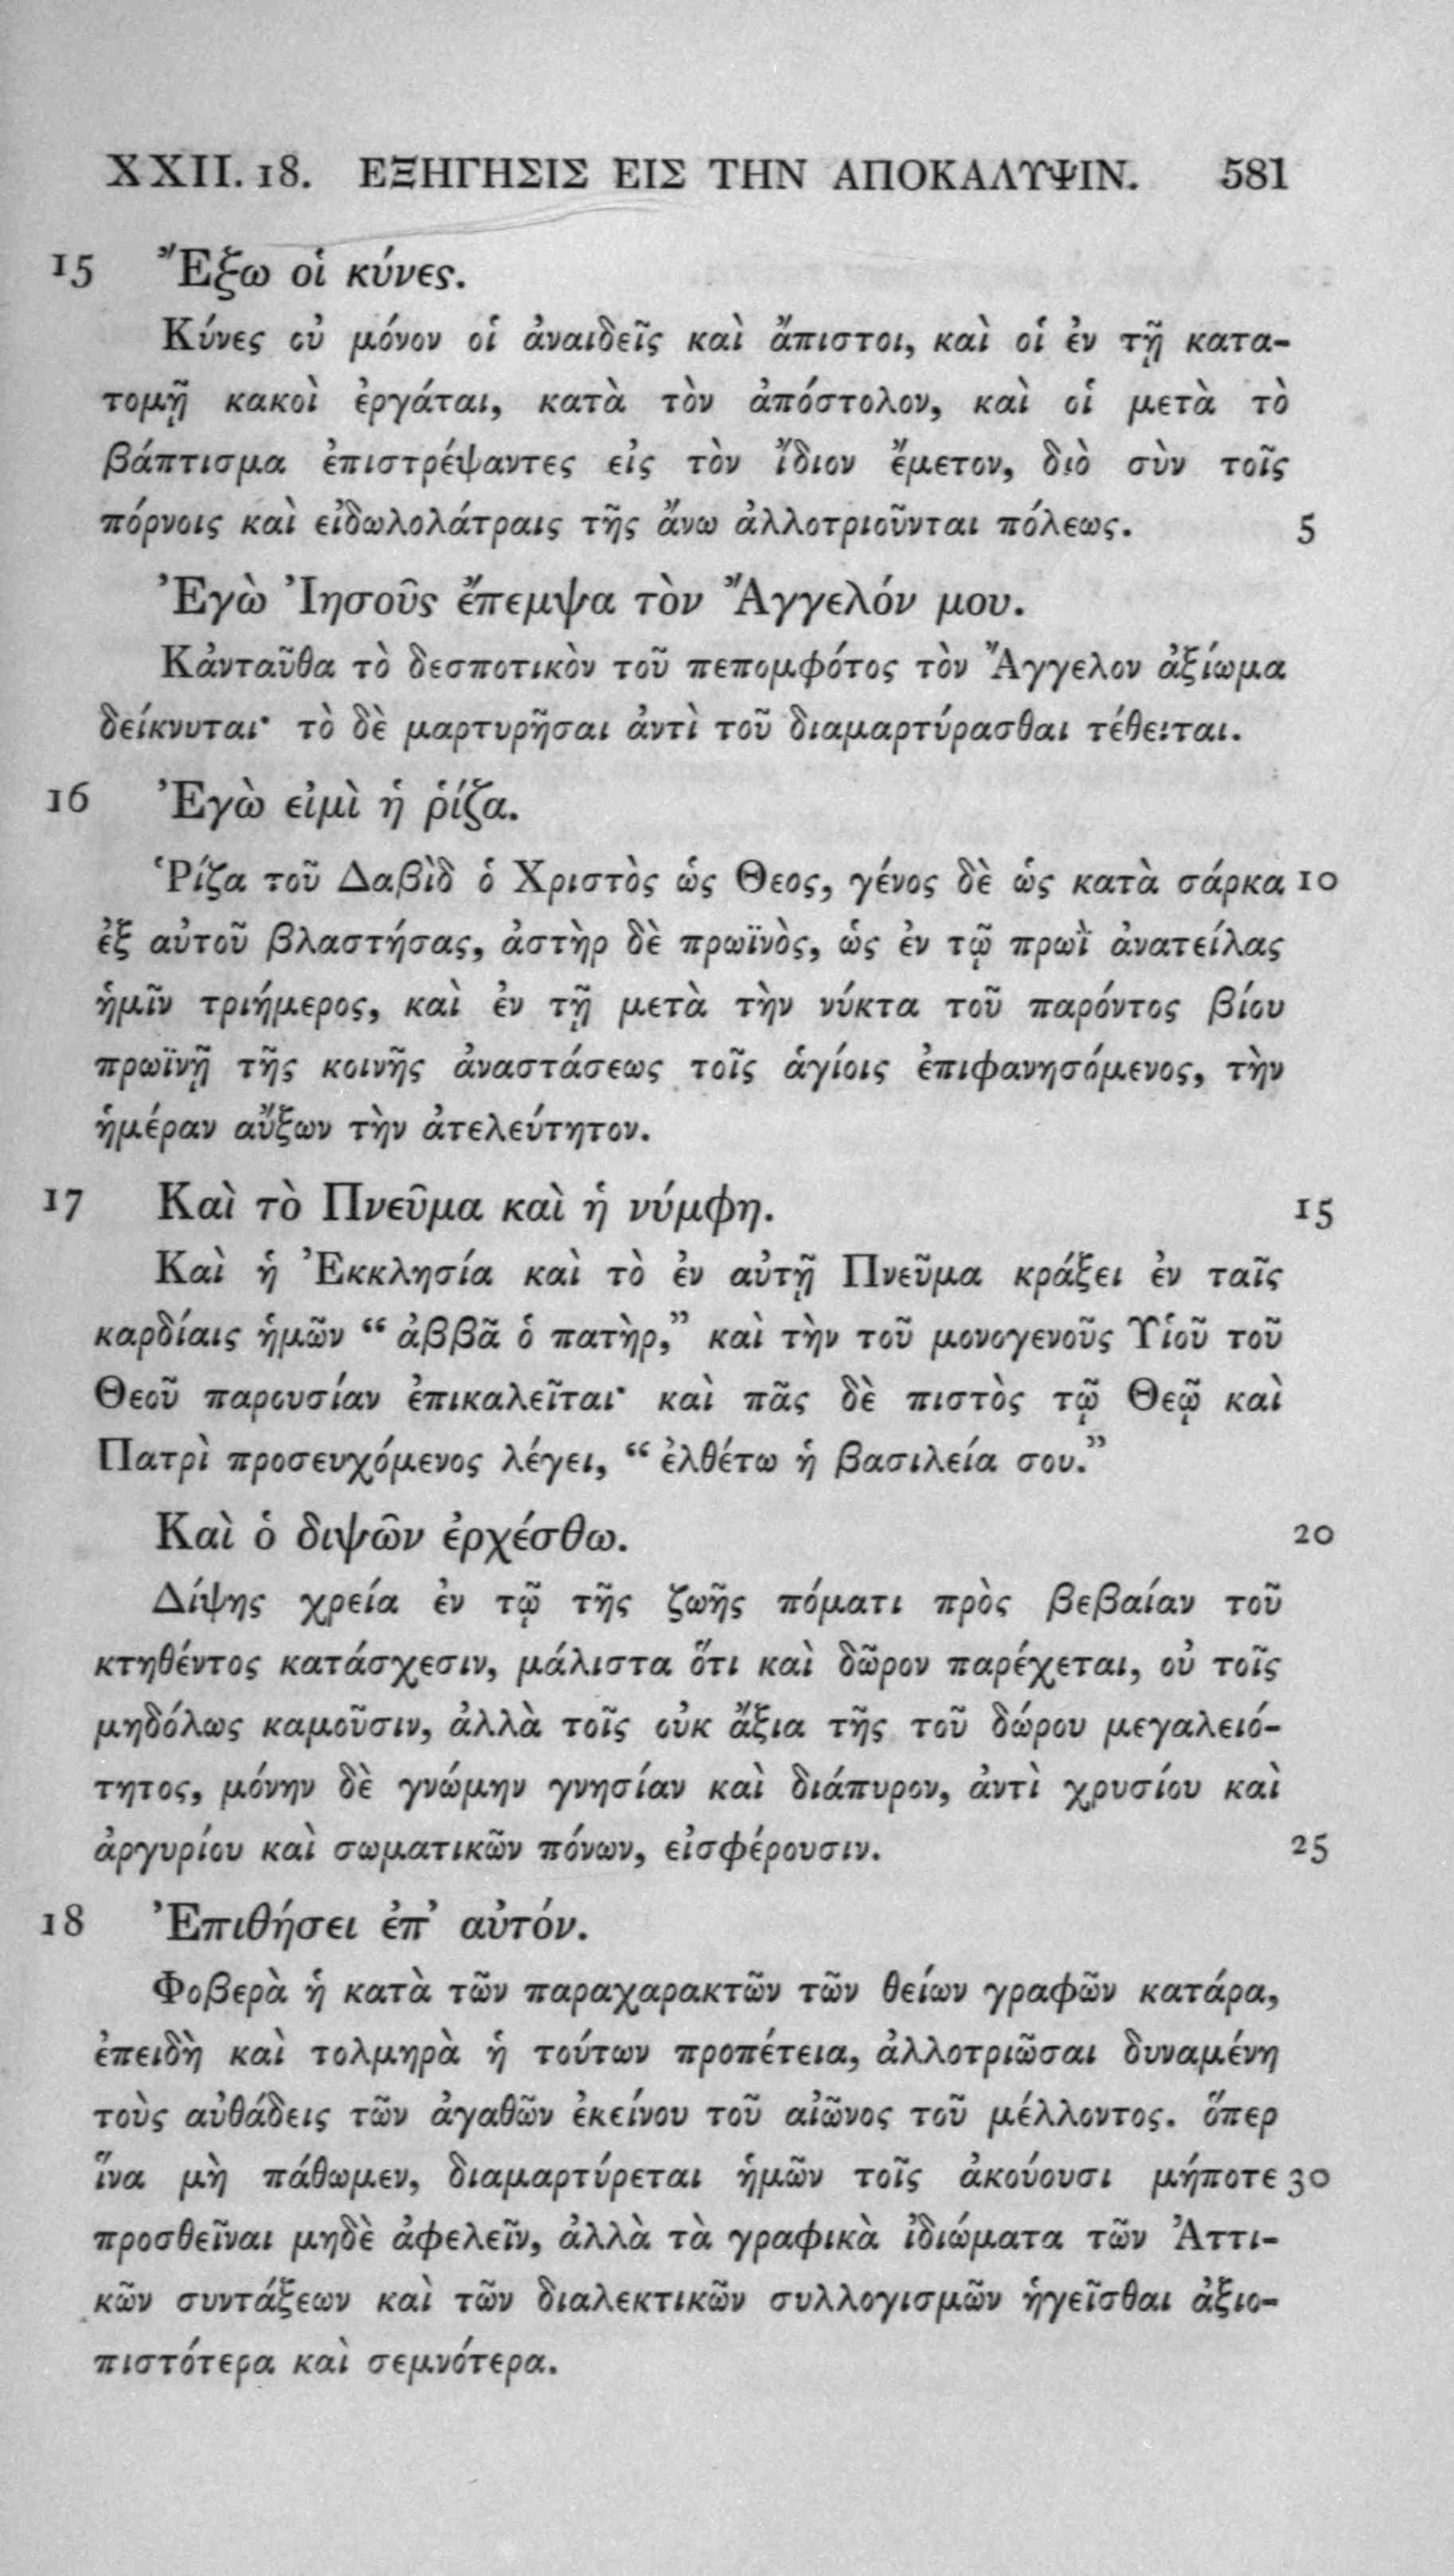 XXII. 18. ΕΞΗΓΗΣΙΣ ΕΙΣ ΤΗΝ ΑΠΟΚΑΛΥΨΙΝ. 581
15 Ἔξω οἱ κύνες.
Κύνες οὐ μόνον οἱ ἀναιδεῖς καὶ ἄπιστοι, καὶ οἱ ἐν τῇ κατα-
τομῇ κακοὶ ἐργάται, κατὰ τὸν ἀπόστολον, καὶ οἱ μετὰ τὸ
βάπτισμα ἐπιστρέψαντες εἰς τὸν ἴδιον ἔμετον, διὸ σὺν τοῖς
πόρνοις καὶ εἰδωλολάτραις τῆς ἄνω ἀλλοτριοῦνται πόλεως. 5
Ἐγὼ Ἰησοῦς ἔπεμψα τὸν Ἄγγελόν μου.
Κἀνταῦθα τὸ δεσποτικὸν τοῦ πεπομφότος τὸν Ἄγγελον ἀξίωμα
δείκνυται· τὸ δὲ μαρτυρῆσαι ἀντὶ τοῦ διαμαρτύρασθαι τέθειται.
16 Ἐγὼ εἰμὶ ἡ ῥίζα.
Ῥίζα τοῦ Δαβὶδ ὁ Χριστὸς ὡς Θεος, γένος δὲ ὡς κατὰ σάρκα 10
ἐξ αὐτοῦ βλαστήσας, ἀστὴρ δὲ πρωϊνὸς, ὡς ἐν τῷ πρωῒ ἀνατείλας
ἡμῖν τριήμερος, καὶ ἐν τῇ μετὰ τὴν νύκτα τοῦ παρόντος βίου
πρωϊνῇ τῆς κοινῆς ἀναστάσεως τοῖς ἁγίοις ἐπιφανησόμενος, τὴν
ἡμέραν αὔξων τὴν ἀτελεύτητον.
17 Καὶ τὸ Πνεῦμα καὶ ἡ νύμφη. 15
Καὶ ἡ Ἐκκλησία καὶ τὸ ἐν αὐτῇ Πνεῦμα κράξει ἐν ταῖς
καρδίαις ἡμῶν “ ἀββᾶ ὁ πατὴρ,” καὶ τὴν τοῦ μονογενοῦς Υἱοῦ τοῦ
Θεοῦ παρουσίαν ἐπικαλεῖται· καὶ πᾶς δὲ πιστὸς τῷ Θεῷ καὶ
Πατρὶ προσευχόμενος λέγει, “ ἐλθέτω ἡ βασιλεία σου.”
Καὶ ὁ διψῶν ἐρχέσθω. 20
Δίψης χρεία ἐν τῷ τῆς ζωῆς πόματι πρὸς βεβαίαν τοῦ
κτηθέντος κατάσχεσιν, μάλιστα ὅτι καὶ δῶρον παρέχεται, οὐ τοῖς
μηδόλως καμοῦσιν, ἀλλὰ τοῖς οὐκ ἄξια τῆς τοῦ δώρου μεγαλειό-
τητος, μόνην δὲ γνώμην γνησίαν καὶ διάπυρον, ἀντὶ χρυσίου καὶ
ἀργυρίου καὶ σωματικῶν πόνων, εἰσφέρουσιν. 25
18 Ἐπιθήσει ἐπ’ αὐτόν.
Φοβερὰ ἡ κατὰ τῶν παραχαρακτῶν τῶν θείων γραφῶν κατάρα,
ἐπειδὴ καὶ τολμηρὰ ἡ τούτων προπέτεια, ἀλλοτριῶσαι δυναμένη
τοὺς αὐθάδεις τῶν ἀγαθῶν ἐκείνου τοῦ αἰῶνος τοῦ μέλλοντος. ὅπερ
ἵνα μὴ πάθωμεν, διαμαρτύρεται ἡμῶν τοῖς ἀκούουσι μήποτε 30
προσθεῖναι μηδὲ ἀφελεῖν, ἀλλὰ τὰ γραφικὰ ἰδιώματα τῶν Ἀττι-
κῶν συντάξεων καὶ τῶν διαλεκτικῶν συλλογισμῶν ἡγεῖσθαι ἀξιο-
πιστότερα καὶ σεμνότερα.